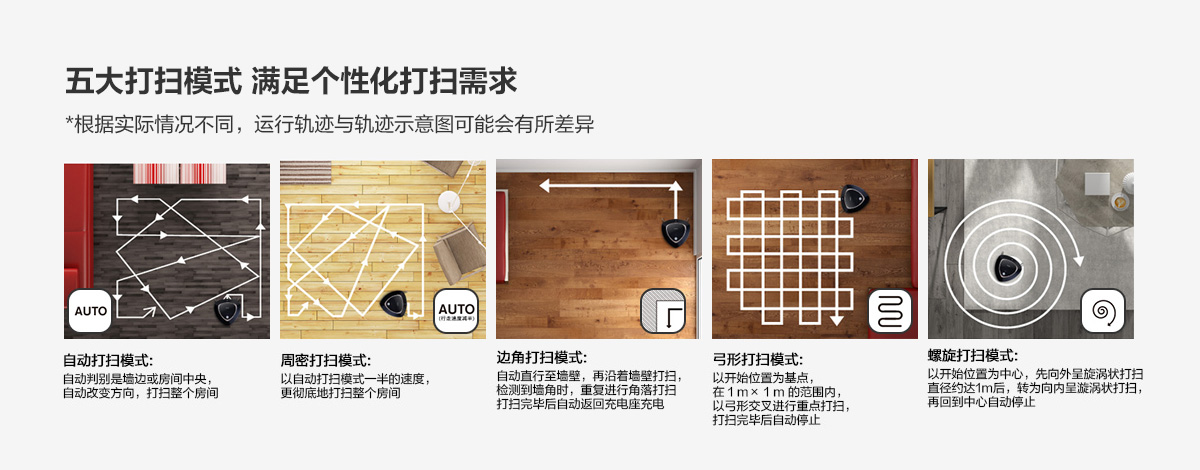 五大打扫模式 满足个性化打扫需求
*根据实际情况不同，运行轨迹与轨迹示意图可能会有所差异
AUTO
AUTO
(行走速度减半)
自动打扫模式：
自动判别是墙边或房间中央，
自动改变方向，打扫整个房间
周密打扫模式：
以自动打扫模式一半的速度，
更彻底地打扫整个房间
边角打扫模式：
自动直行至墙壁，再沿着墙壁打扫，
检测到墙角时，重复进行角落打扫
打扫完毕后自动返回充电座充电
弓形打扫模式：
以开始位置为基点，
在 1 m × 1 m 的范围内，
以弓形交叉进行重点打扫，
打扫完毕后自动停止
螺旋打扫模式：
以开始位置为中心，先向外呈旋涡状打扫
直径约达1m后，转为向内呈漩涡状打扫，
再回到中心自动停止